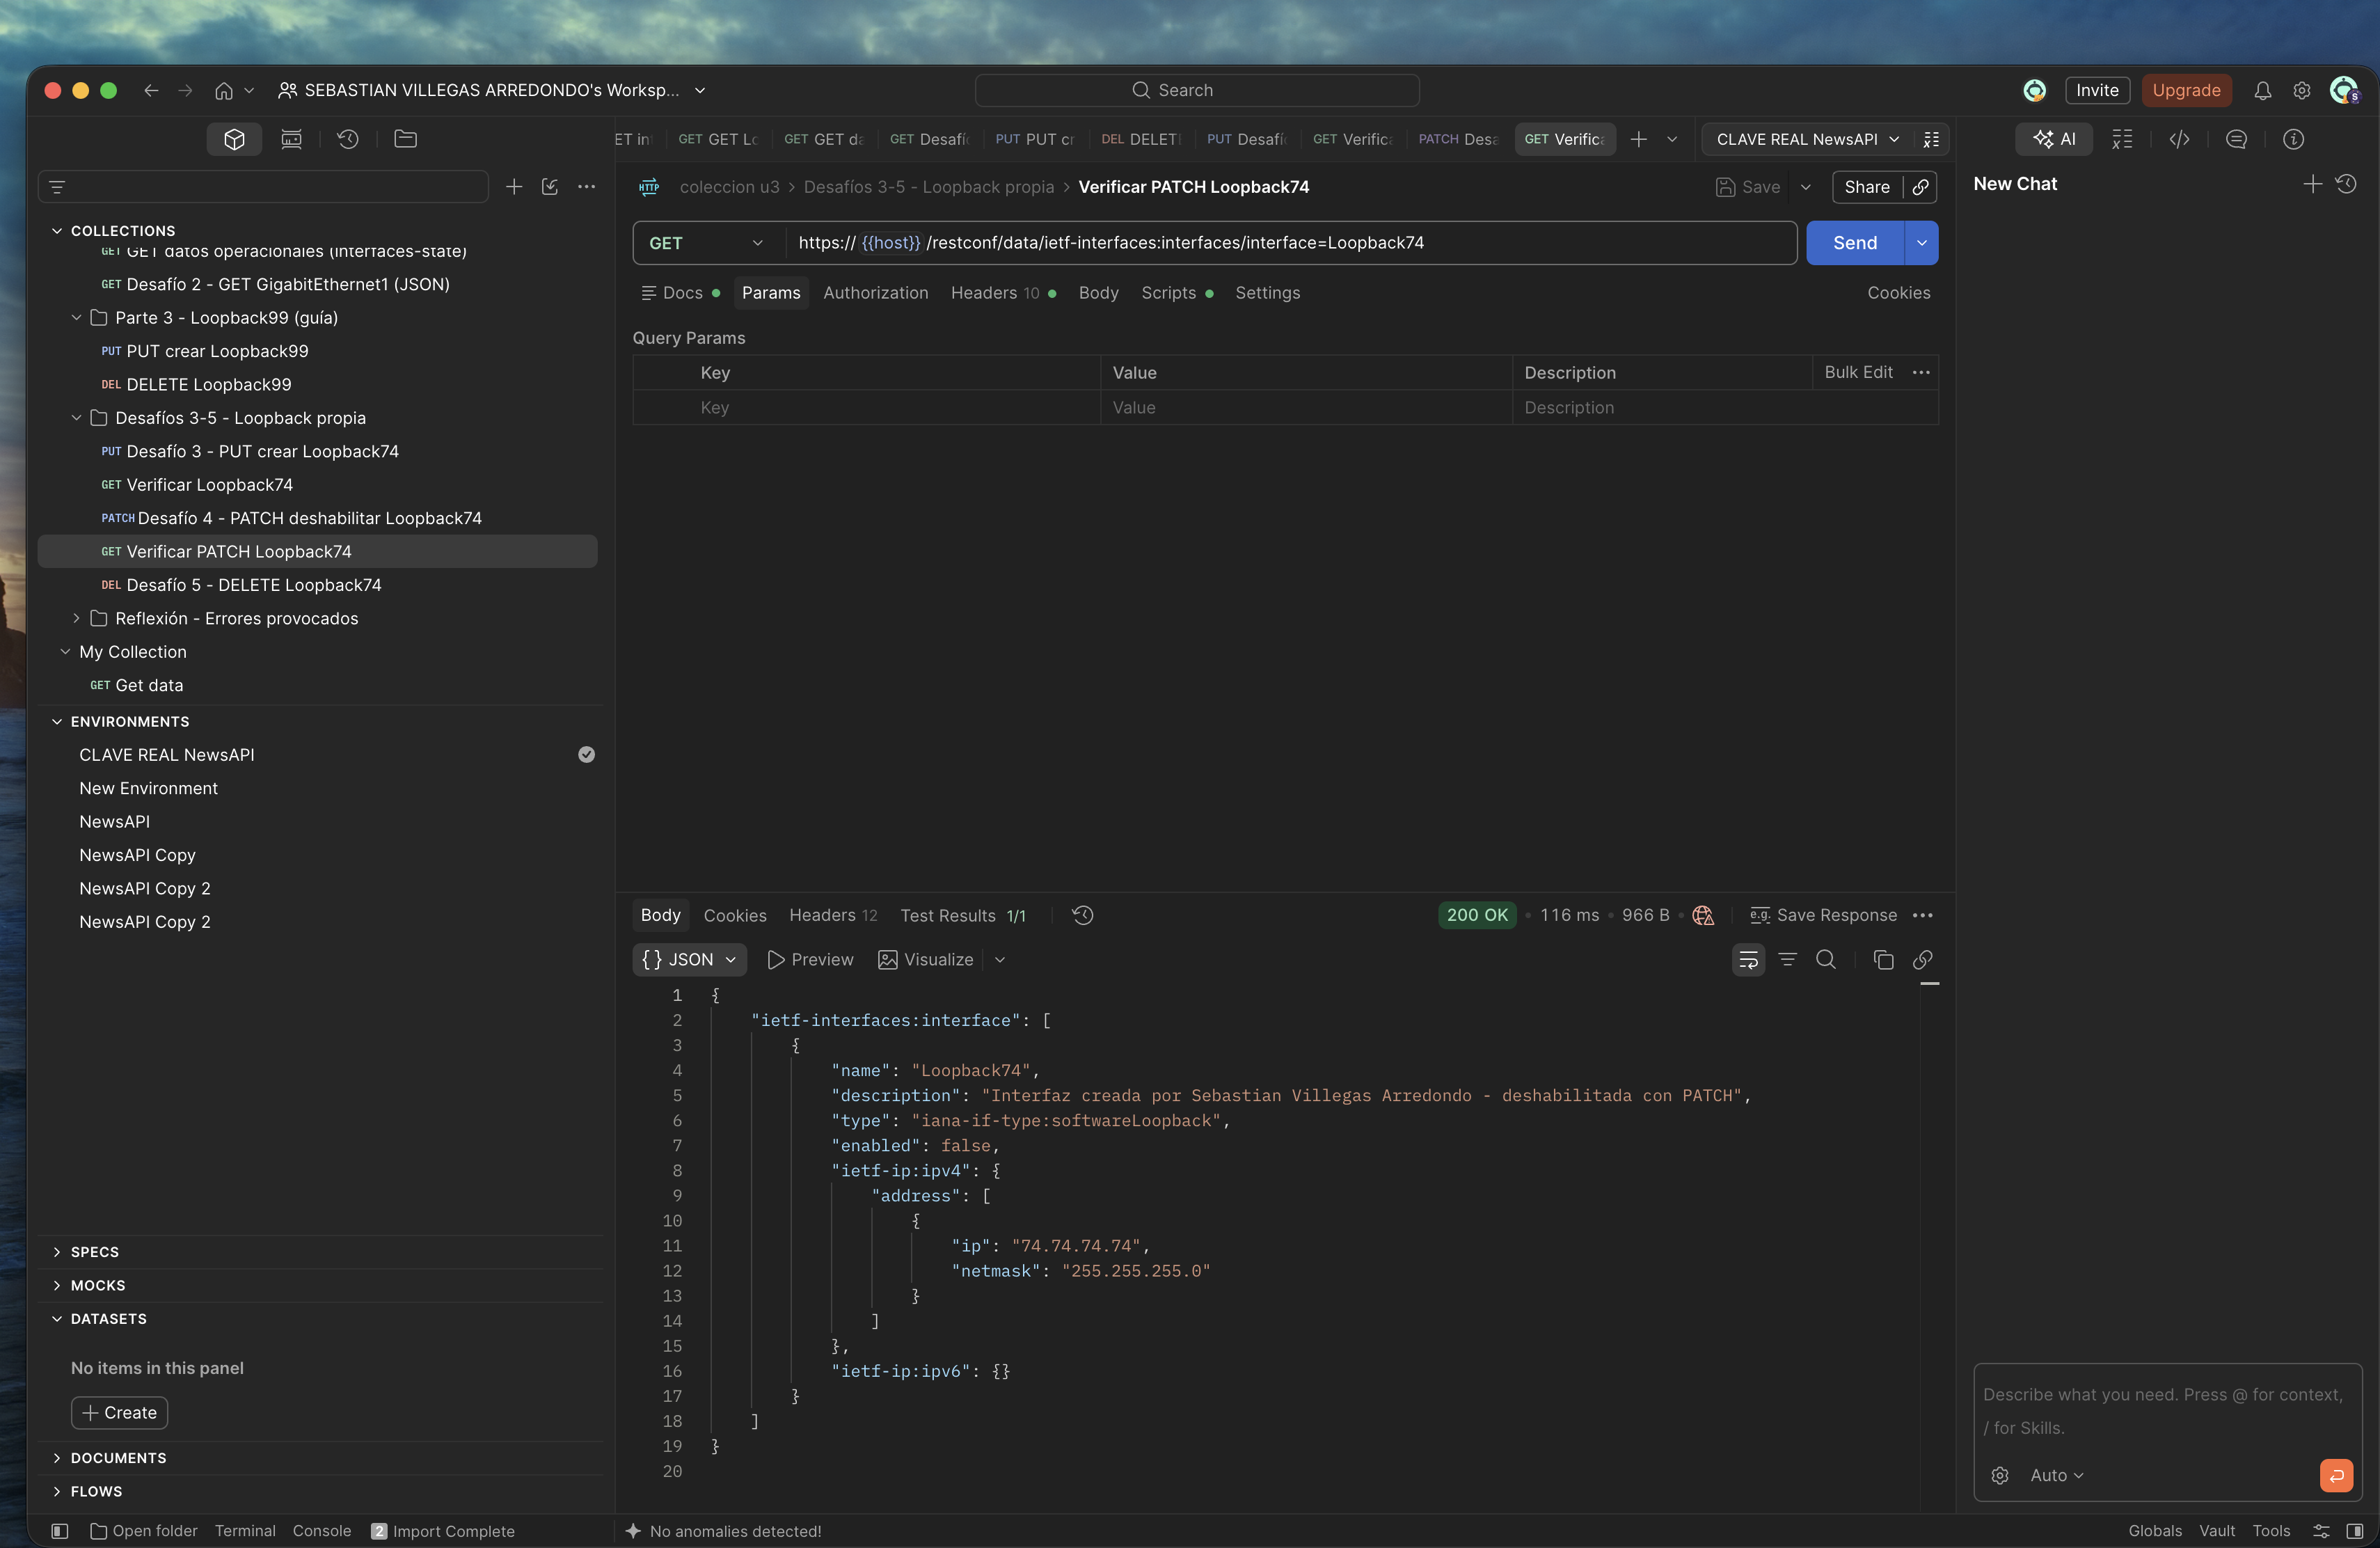 SEBASTIAN VILLEGAS ARREDONDO's Worksp...
Search
Invite
Upgrade
ET in
GET GET Lo
GET GET da
GET Desafío
PUT PUT cr
DEL DELETE
PUT Desafío
GET Verifica
PATCH Desa
GET Verifica
CLAVE REAL NewsAPI
AI
coleccion u3 > Desafíos 3-5 - Loopback propia > Verificar PATCH Loopback74
Save
Share
New Chat
COLLECTIONS
GET GET datos operacionales (interfaces-state)
GET Desafío 2 - GET GigabitEthernet1 (JSON)
Parte 3 - Loopback99 (guía)
PUT PUT crear Loopback99
DEL DELETE Loopback99
Desafíos 3-5 - Loopback propia
PUT Desafío 3 - PUT crear Loopback74
GET Verificar Loopback74
PATCH Desafío 4 - PATCH deshabilitar Loopback74
GET Verificar PATCH Loopback74
DEL Desafío 5 - DELETE Loopback74
Reflexión - Errores provocados
My Collection
GET Get data
ENVIRONMENTS
CLAVE REAL NewsAPI
New Environment
NewsAPI
NewsAPI Copy
NewsAPI Copy 2
NewsAPI Copy 2
SPECS
MOCKS
DATASETS
No items in this panel
Create
DOCUMENTS
FLOWS
HTTP
GET
https:// {{host}} /restconf/data/ietf-interfaces:interfaces/interface=Loopback74
Send
Docs
Params
Authorization
Headers 10
Body
Scripts
Settings
Cookies
Query Params
Key Value Description Bulk Edit
Key Value Description
Body
Cookies
Headers 12
Test Results 1/1
200 OK
116 ms
966 B
e.g. Save Response
{} JSON
Preview
Visualize
1 {
2 "ietf-interfaces:interface": [
3 {
4 "name": "Loopback74",
5 "description": "Interfaz creada por Sebastian Villegas Arredondo - deshabilitada con PATCH",
6 "type": "iana-if-type:softwareLoopback",
7 "enabled": false,
8 "ietf-ip:ipv4": {
9 "address": [
10 {
11 "ip": "74.74.74.74",
12 "netmask": "255.255.255.0"
13 }
14 ]
15 },
16 "ietf-ip:ipv6": {}
17 }
18 ]
19 }
20
Describe what you need. Press @ for context,
/ for Skills.
Auto
Open folder
Terminal
Console
2 Import Complete
No anomalies detected!
Globals
Vault
Tools